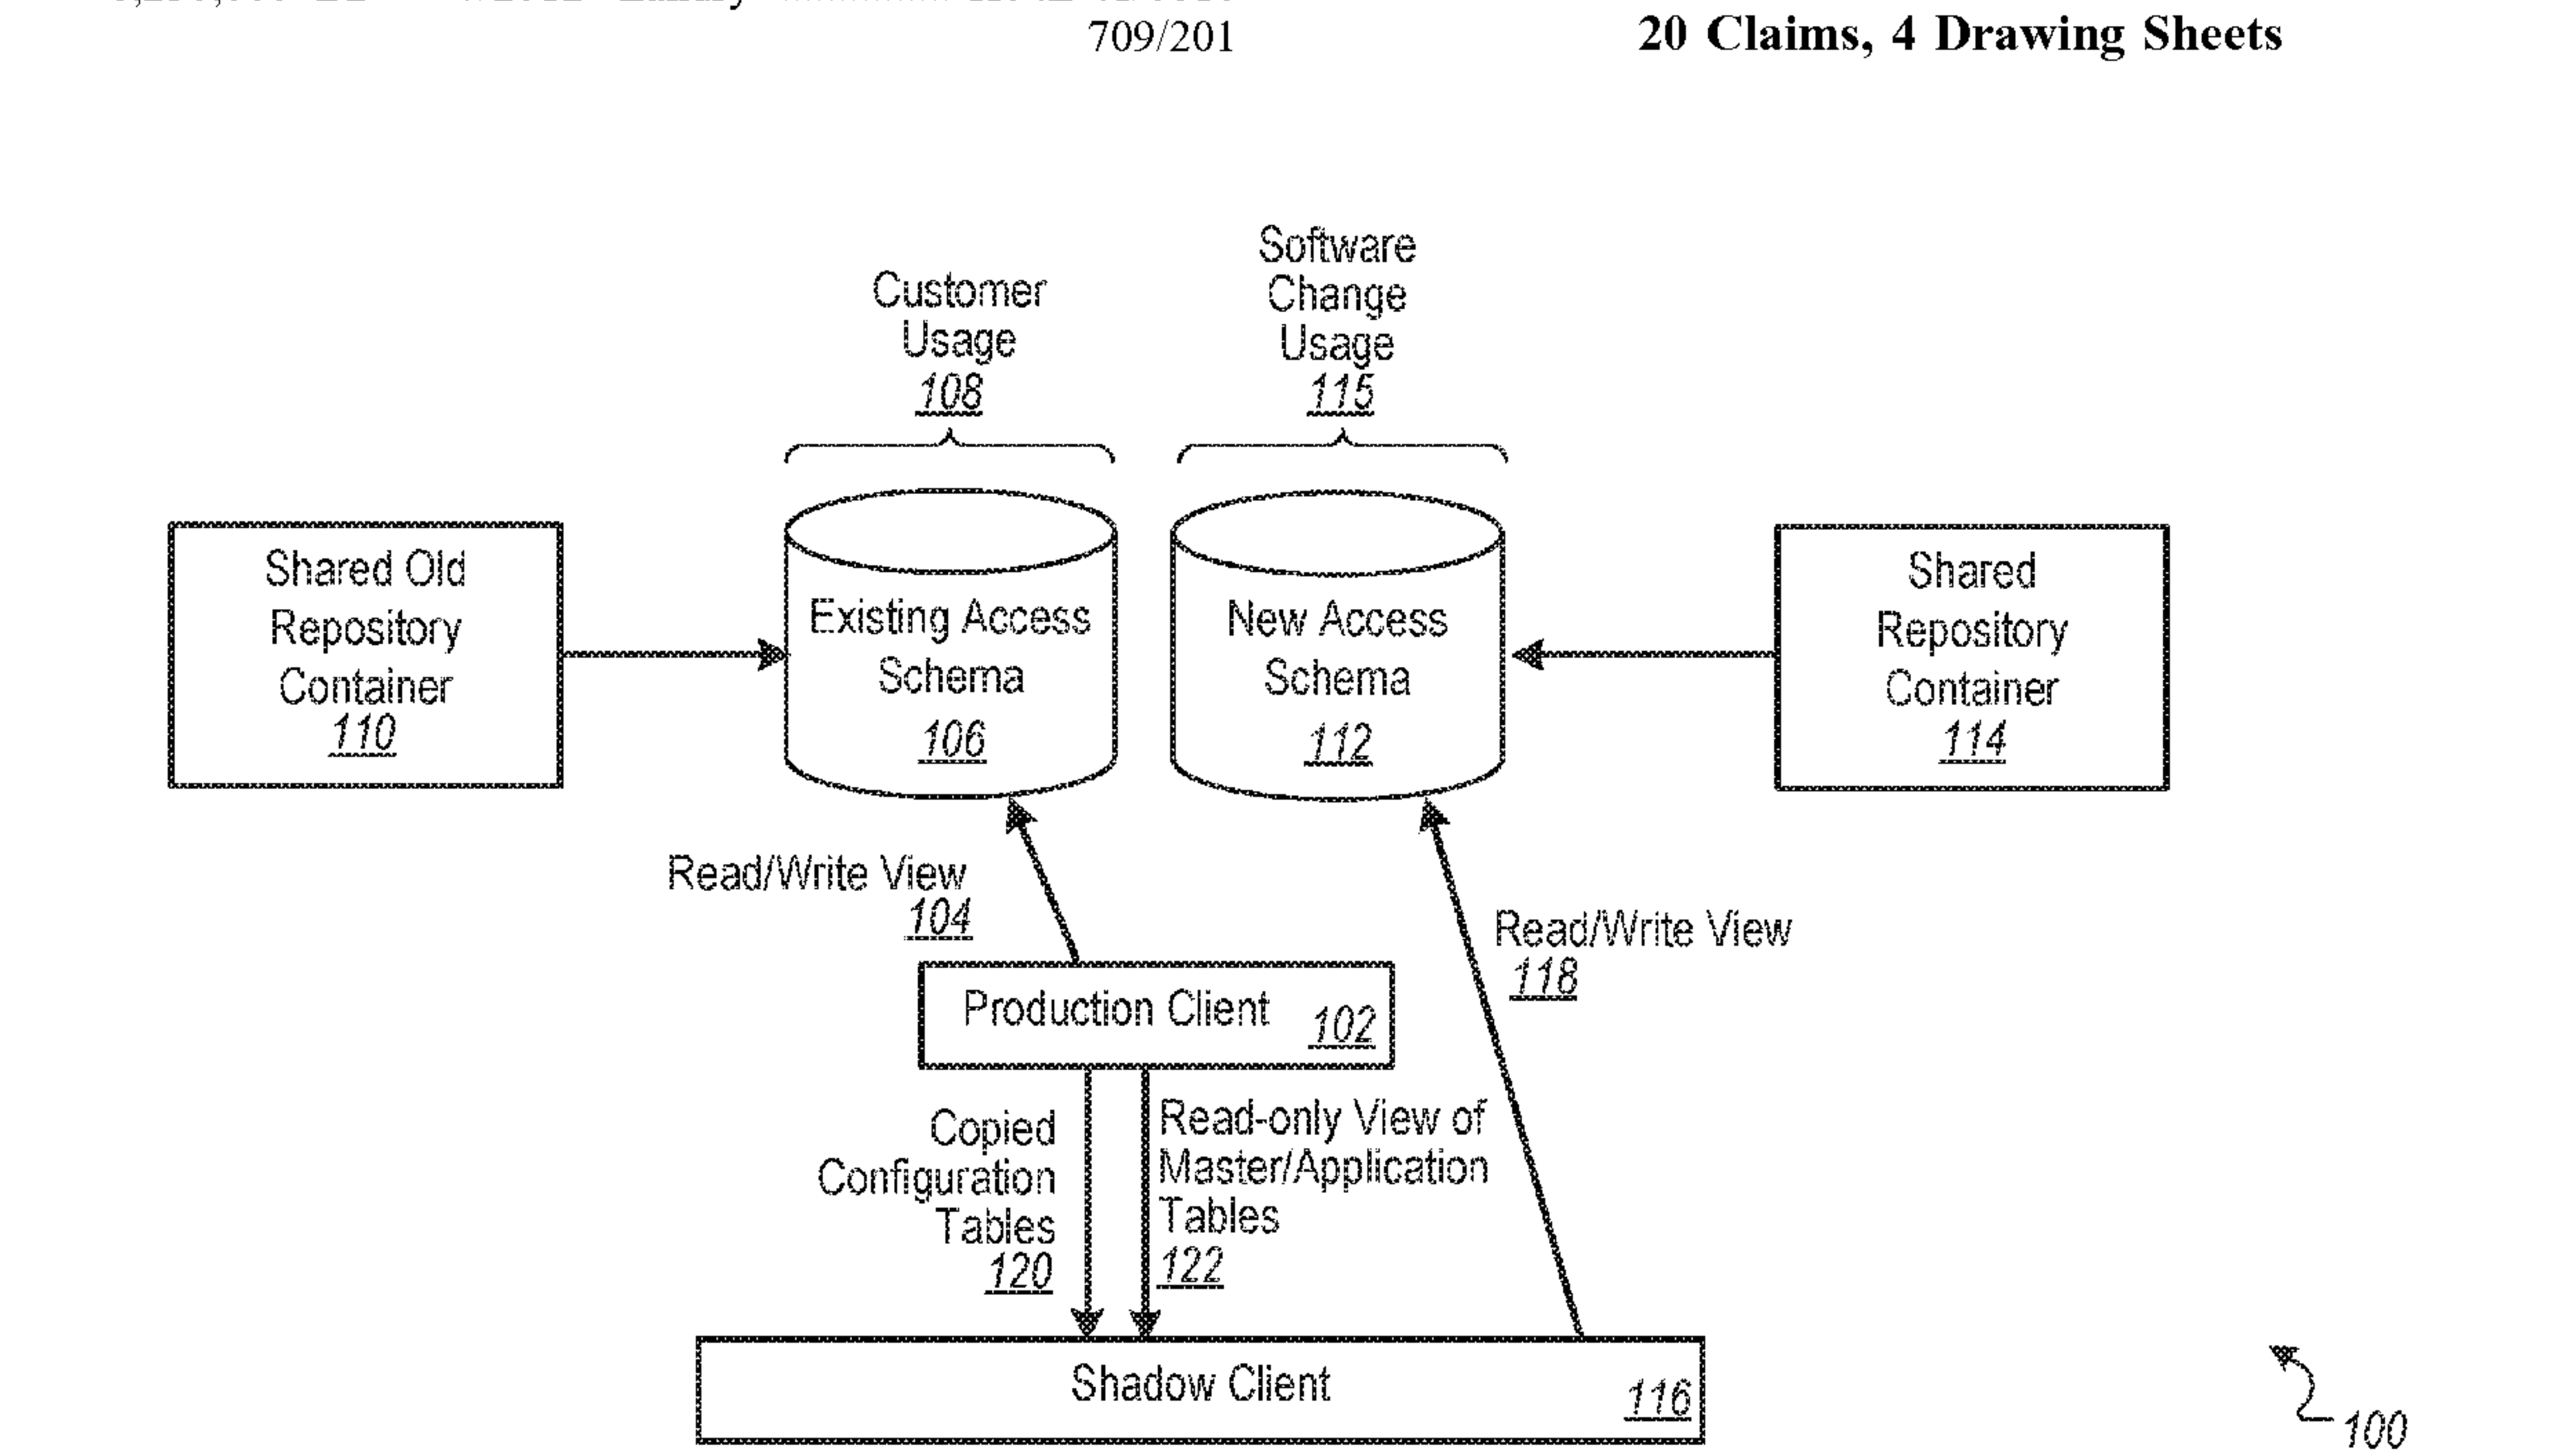 709/201
20 Claims, 4 Drawing Sheets
Customer
Usage
108
Software
Change
Usage
115
Shared Old
Repository
Container
110
Existing Access
Schema
106
New Access
Schema
112
Shared
Repository
Container
114
Read/Write View
104
Read/Write View
118
Production Client 102
Copied
Configuration
Tables
120
Read-only View of
Master/Application
Tables
122
Shadow Client 116
100